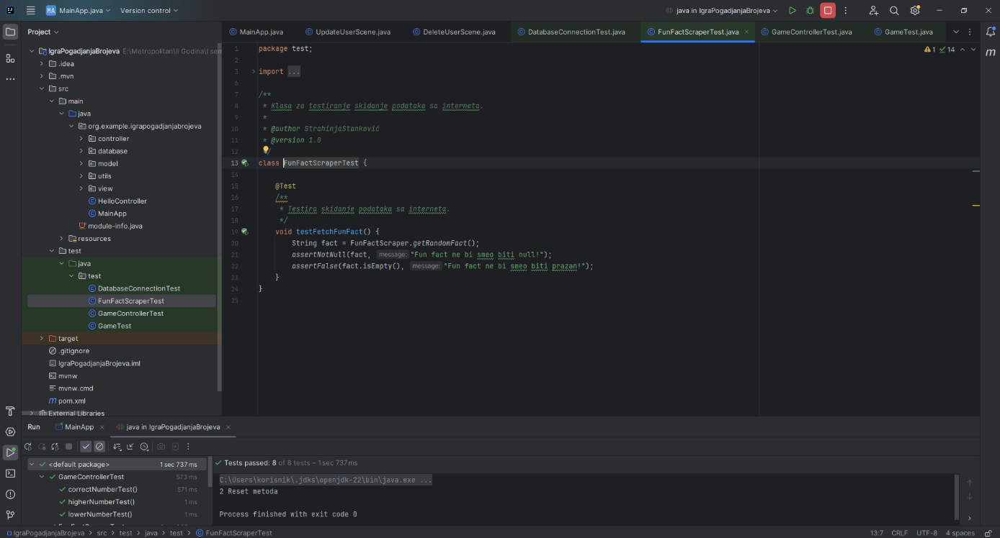 MA MainApp.java Version control java in IgraPogadjanjaBrojeva
Project
MainApp.java UpdateUserScene.java DeleteUserScene.java DatabaseConnectionTest.java FunFactScraperTest.java GameControllerTest.java GameTest.java
IgraPogadjanjaBrojeva E:\Metropolitan\II Godina\I sem
.idea
.mvn
src
main
java
org.example.igrapogadjanjabrojeva
controller
database
model
utils
view
HelloController
MainApp
module-info.java
resources
test
java
test
DatabaseConnectionTest
FunFactScraperTest
GameControllerTest
GameTest
target
.gitignore
IgraPogadjanjaBrojeva.iml
mvnw
mvnw.cmd
pom.xml
External Libraries
1 14
1 package test;
2
3 import ...
6
7 /**
8 * Klasa za testiranje skidanje podataka sa interneta.
9 *
10 * @author StrahinjaStanković
11 * @version 1.0
12 */
13 class FunFactScraperTest {
14
15 @Test
16 /**
17 * Testira skidanje podataka sa interneta.
18 */
19 void testFetchFunFact() {
20 String fact = FunFactScraper.getRandomFact();
21 assertNotNull(fact, message: "Fun fact ne bi smeo biti null!");
22 assertFalse(fact.isEmpty(), message: "Fun fact ne bi smeo biti prazan!");
23 }
24 }
25
Run MainApp java in IgraPogadjanjaBrojeva
<default package> 1 sec 737 ms
GameControllerTest 573 ms
correctNumberTest() 571 ms
higherNumberTest() 1 ms
lowerNumberTest() 1 ms
Tests passed: 8 of 8 tests – 1 sec 737 ms
C:\Users\korisnik\.jdks\openjdk-22\bin\java.exe ...
2 Reset metoda
Process finished with exit code 0
IgraPogadjanjaBrojeva > src > test > java > test > FunFactScraperTest 13:7 CRLF UTF-8 4 spaces